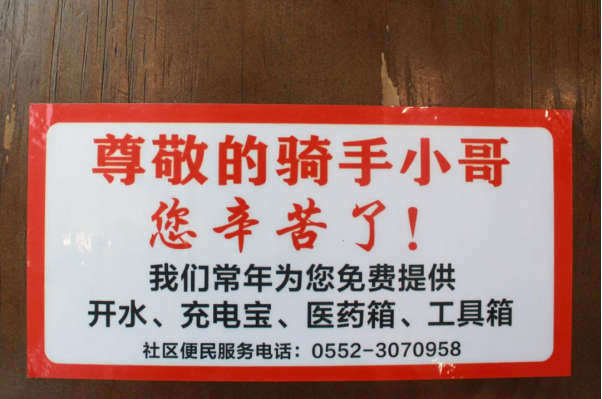 尊敬的骑手小哥
您辛苦了!
我们常年为您免费提供
开水、充电宝、医药箱、工具箱
社区便民服务电话：0552-3070958